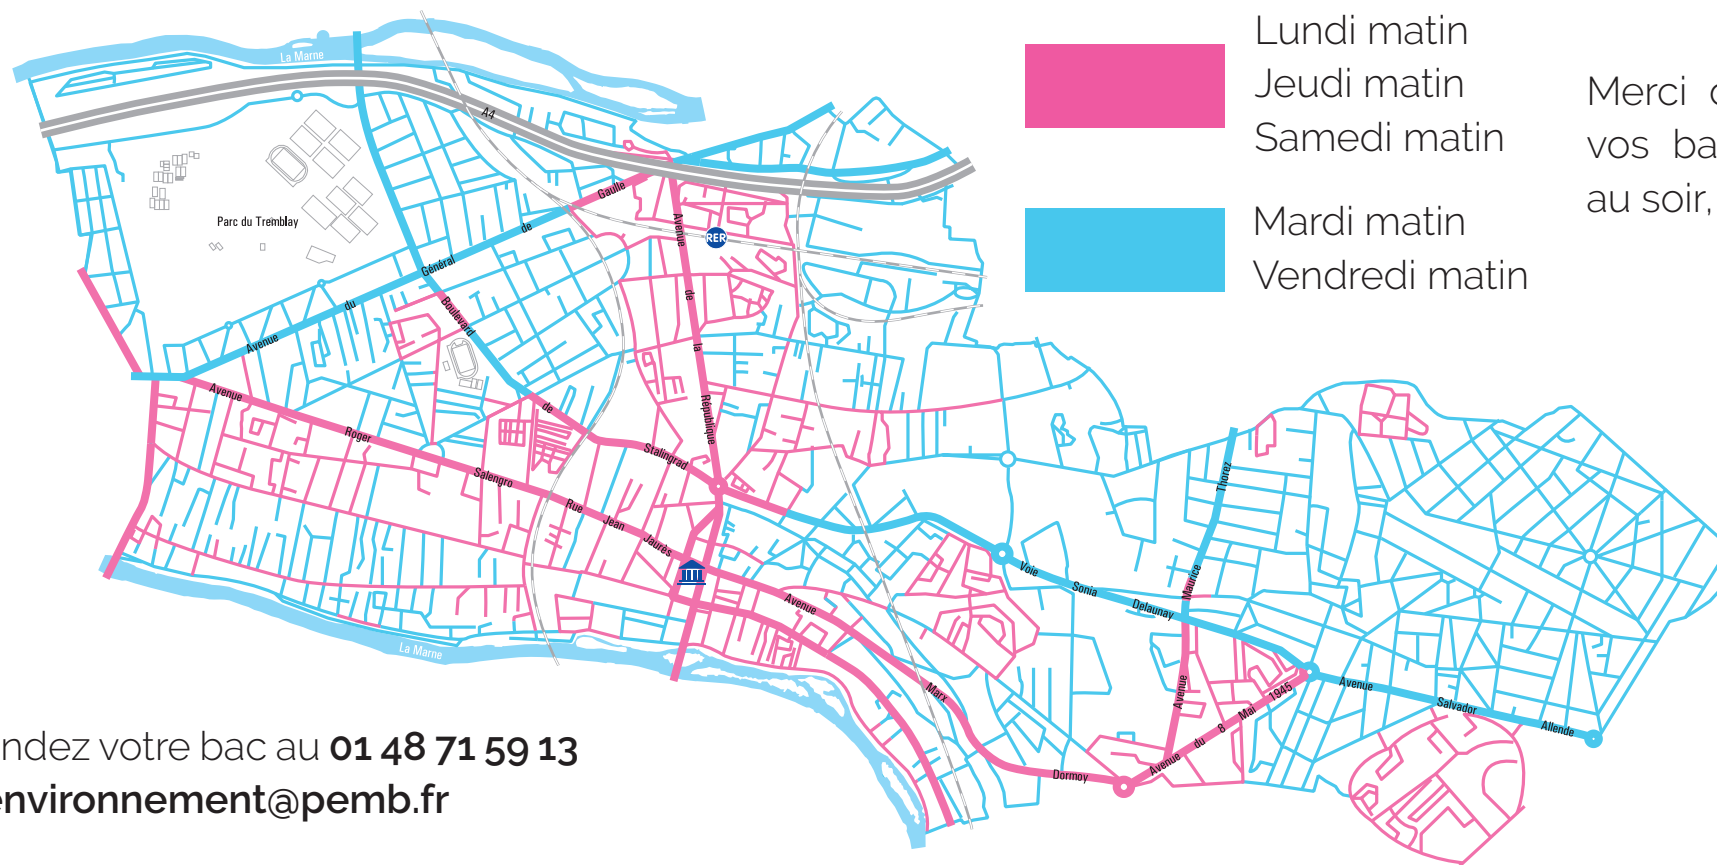 Lundi matin
Jeudi matin
Samedi matin
Mardi matin
Vendredi matin
Merci
vos
au soir,
La Marne
A4
Parc du Tremblay
Avenue du Général de Gaulle
RER
Avenue de la République
Boulevard de Stalingrad
Avenue Roger Salengro
Rue Jean Jaurès
Avenue Marx Dormoy
Voie Sonia Delaunay
Avenue Maurice Thorez
Avenue du 8 Mai 1945
Avenue Salvador Allende
La Marne
ndez votre bac au 01 48 71 59 13
environnement@pemb.fr